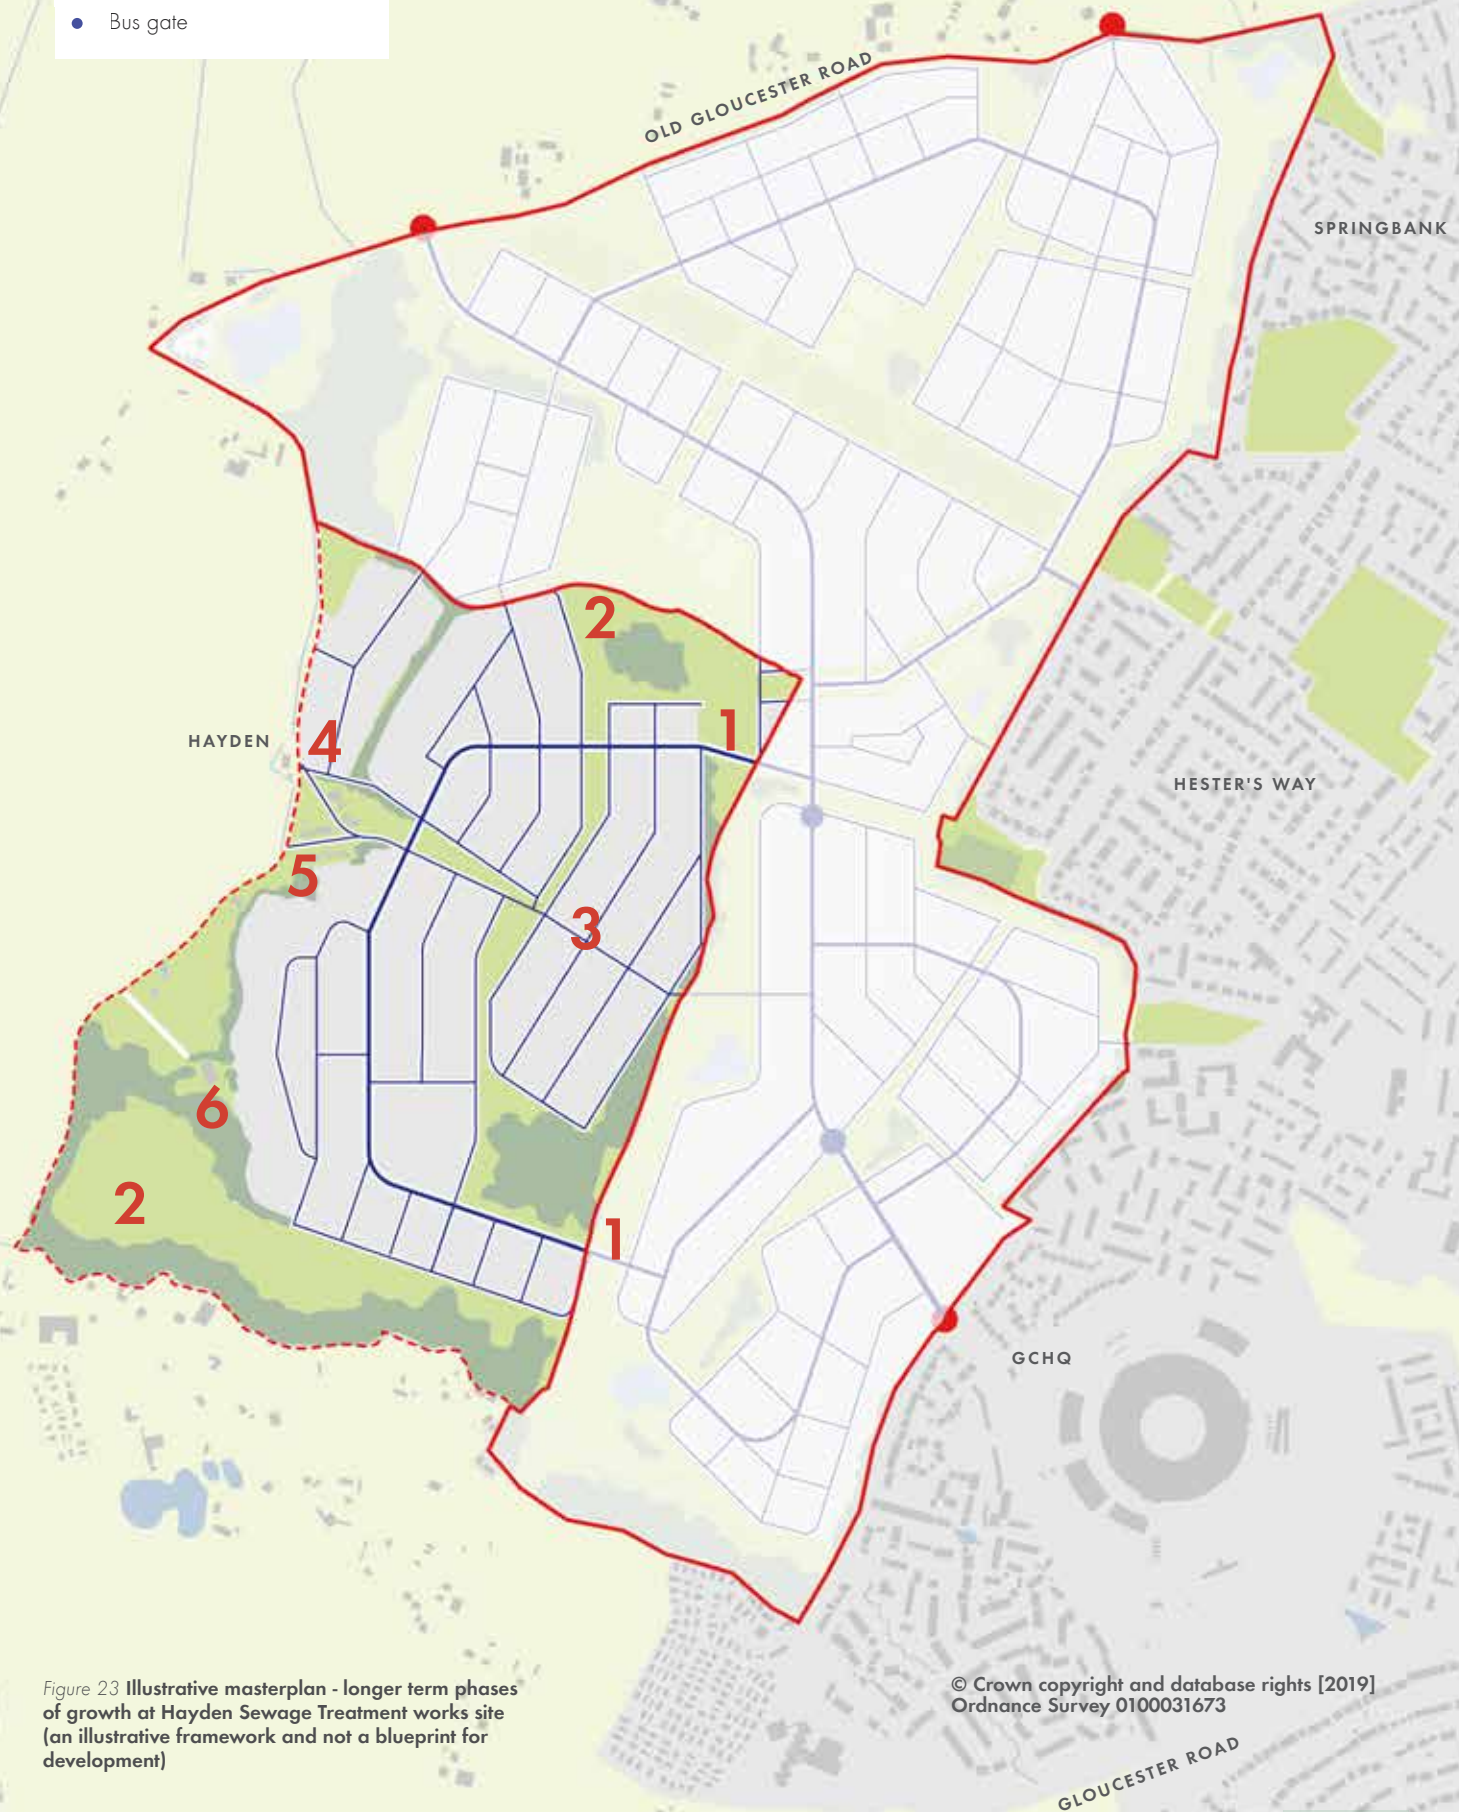 Bus gate
OLD GLOUCESTER ROAD
SPRINGBANK
2
1
HAYDEN
4
HESTER'S WAY
5
3
6
2
1
GCHQ
Figure 23 Illustrative masterplan - longer term phases
of growth at Hayden Sewage Treatment works site
(an illustrative framework and not a blueprint for
development)
© Crown copyright and database rights [2019]
Ordnance Survey 0100031673
GLOUCESTER ROAD